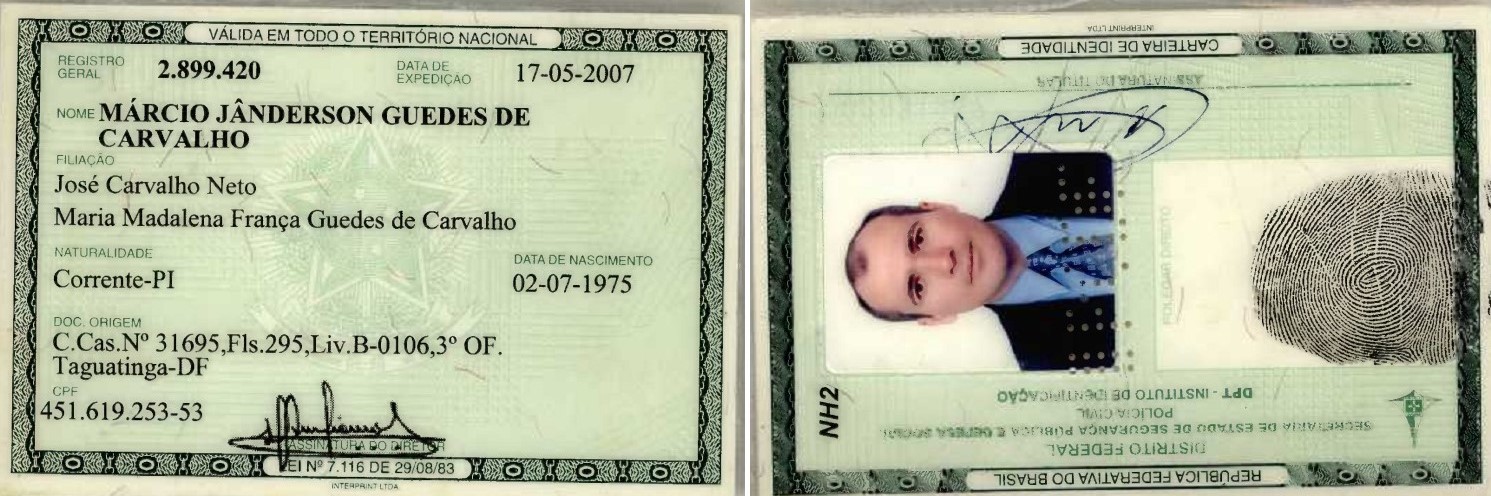 VÁLIDA EM TODO O TERRITÓRIO NACIONAL
REGISTRO GERAL 2.899.420 DATA DE EXPEDIÇÃO 17-05-2007
NOME MÁRCIO JÂNDERSON GUEDES DE
CARVALHO
FILIAÇÃO
José Carvalho Neto
Maria Madalena França Guedes de Carvalho
NATURALIDADE DATA DE NASCIMENTO
Corrente-PI 02-07-1975
DOC. ORIGEM
C.Cas.Nº 31695,Fls.295,Liv.B-0106,3º OF.
Taguatinga-DF
CPF
451.619.253-53
ASSINATURA DO DIRETOR
LEI Nº 7.116 DE 29/08/83
INTERPRINT LTDA
REPÚBLICA FEDERATIVA DO BRASIL
DISTRITO FEDERAL
SECRETARIA DE ESTADO DE SEGURANÇA PÚBLICA E DEFESA SOCIAL
POLÍCIA CIVIL
DPT - INSTITUTO DE IDENTIFICAÇÃO
NH2
POLEGAR DIREITO
ASSINATURA DO TITULAR
CARTEIRA DE IDENTIDADE
INTERPRINT LTDA